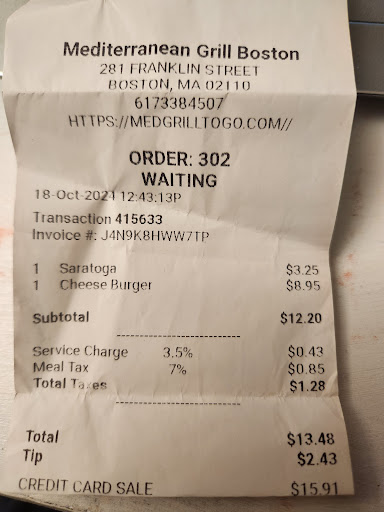 Mediterranean Grill Boston
281 FRANKLIN STREET
BOSTON, MA 02110
6173384507
HTTPS://MEDGRILLTOGO.COM//
ORDER: 302
WAITING
18-Oct-2021 12:43:13P
Transaction 415633
Invoice #: J4N9K8HWW7TP
1 Saratoga $3.25
1 Cheese Burger $8.95
Subtotal $12.20
Service Charge 3.5% $0.43
Meal Tax 7% $0.85
Total Taxes $1.28
Total $13.48
Tip $2.43
CREDIT CARD SALE $15.91